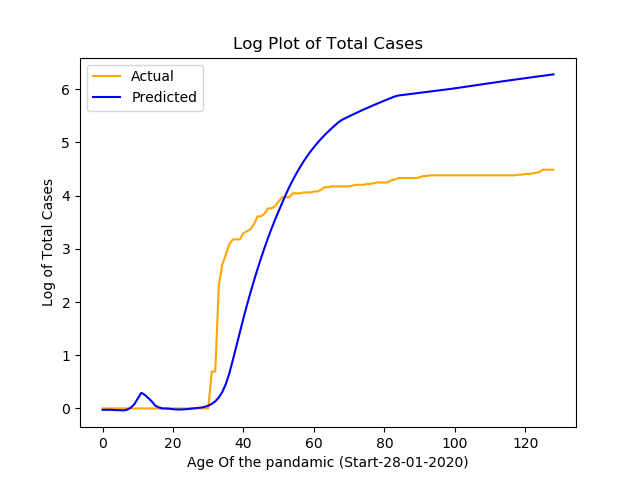 Log Plot of Total Cases
Actual
Predicted
Log of Total Cases
6
5
4
3
2
1
0
0 20 40 60 80 100 120
Age Of the pandamic (Start-28-01-2020)